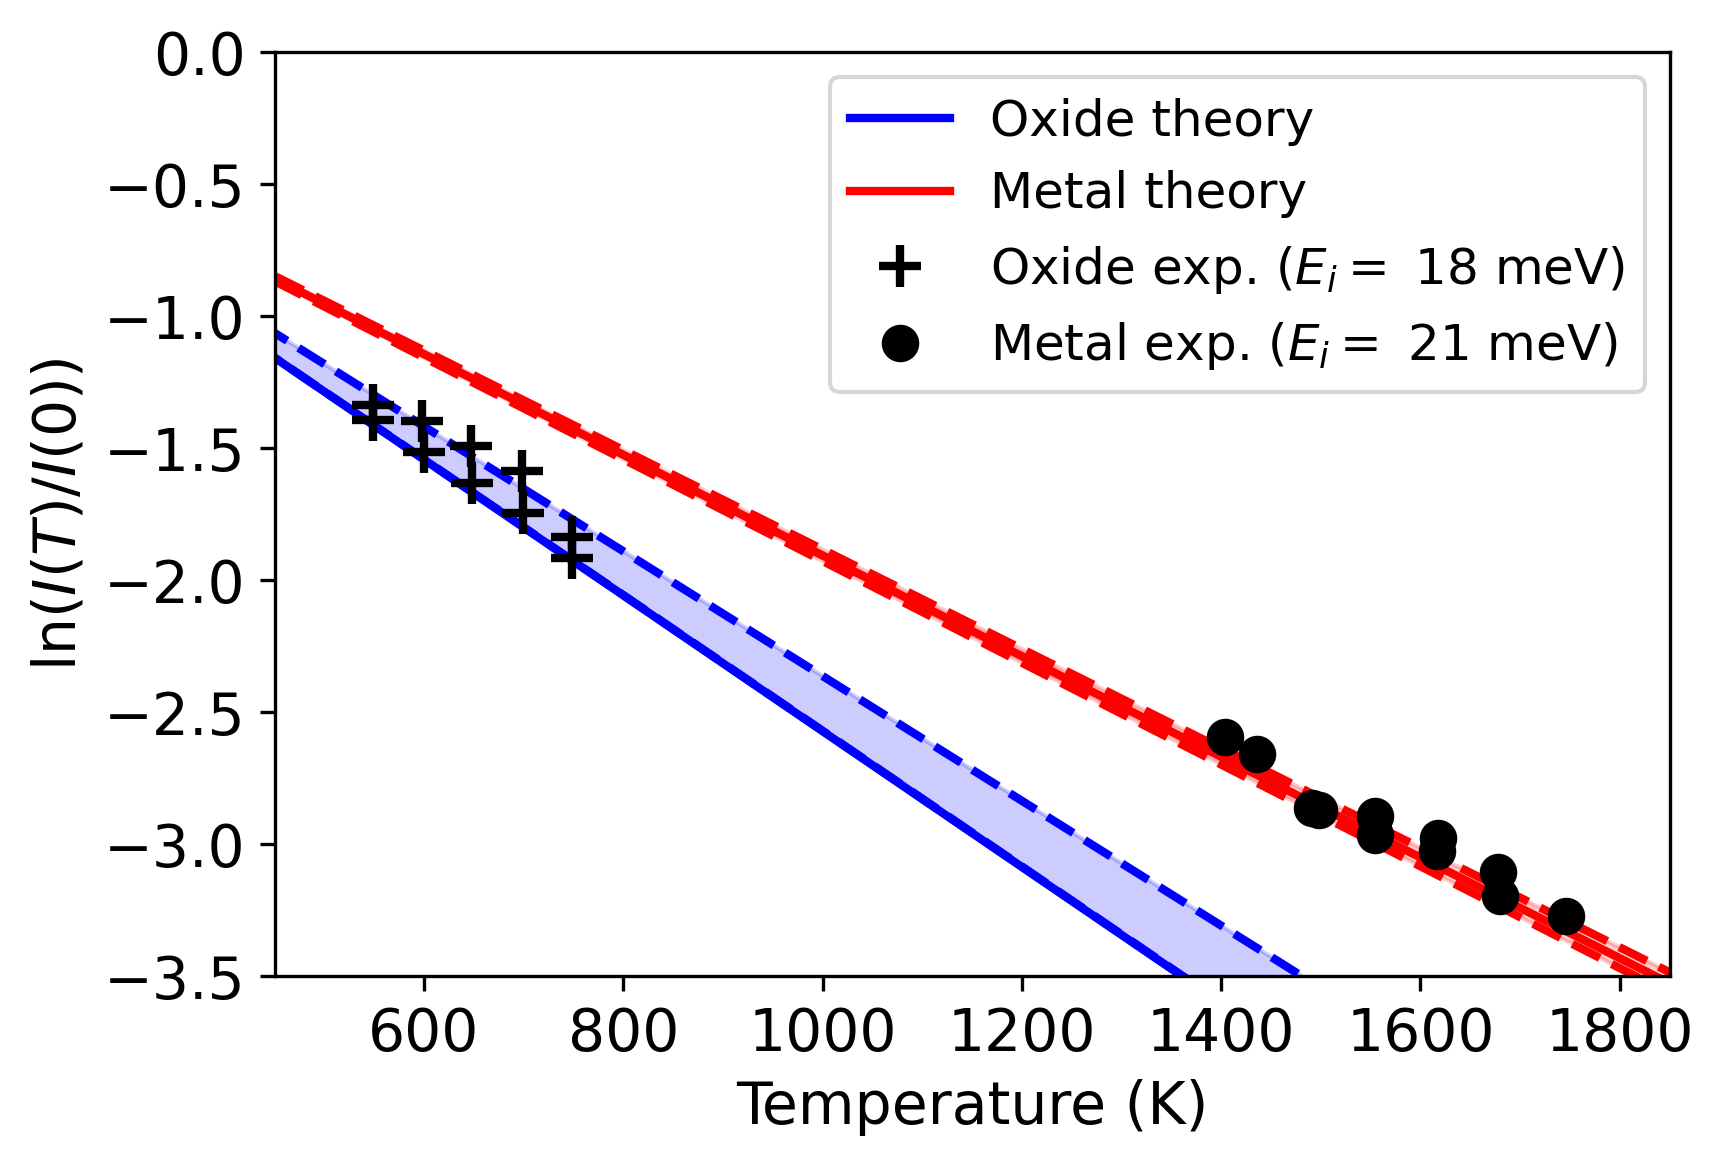 0.0
−0.5
−1.0
−1.5
−2.0
−2.5
−3.0
−3.5
ln(I(T)/I(0))
Oxide theory
Metal theory
Oxide exp. (E_i = 18 meV)
Metal exp. (E_i = 21 meV)
600 800 1000 1200 1400 1600 1800
Temperature (K)